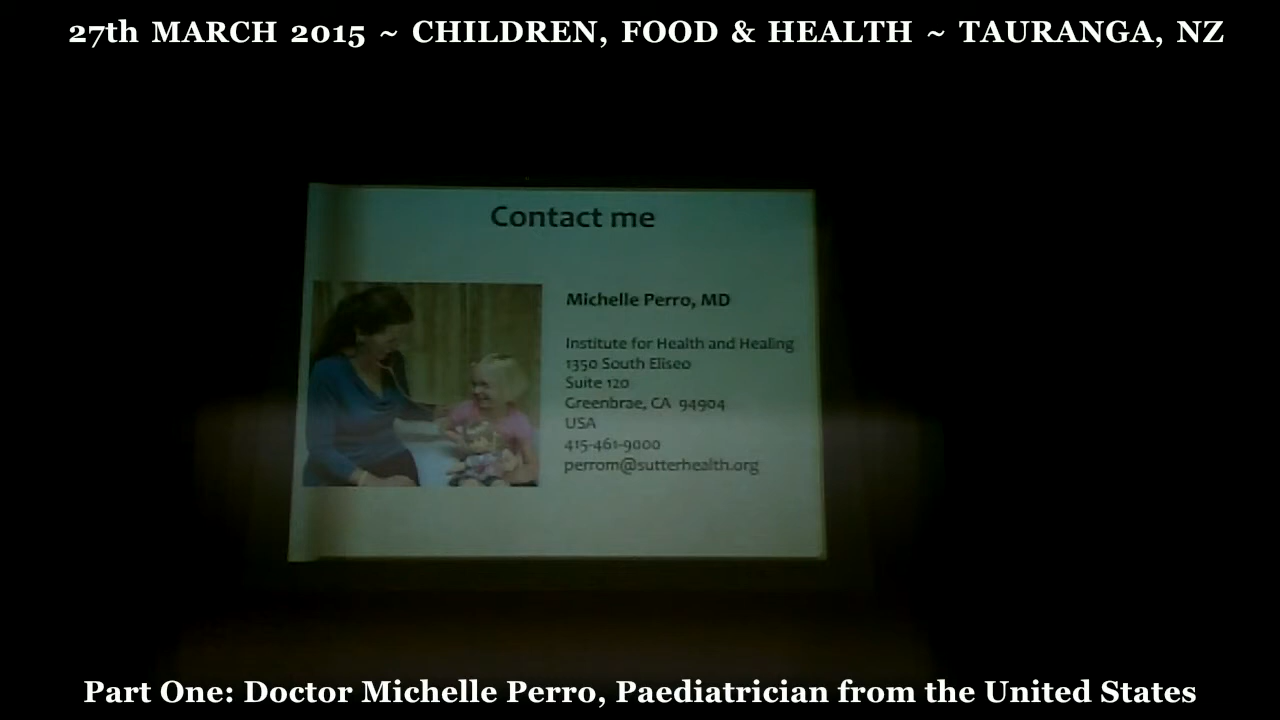 27th MARCH 2015 ~ CHILDREN, FOOD & HEALTH ~ TAURANGA, NZ
Contact me
Michelle Perro, MD
Institute for Health and Healing
1350 South Eliseo
Suite 120
Greenbrae, CA 94904
USA
415-461-9000
perrom@sutterhealth.org
Part One: Doctor Michelle Perro, Paediatrician from the United States